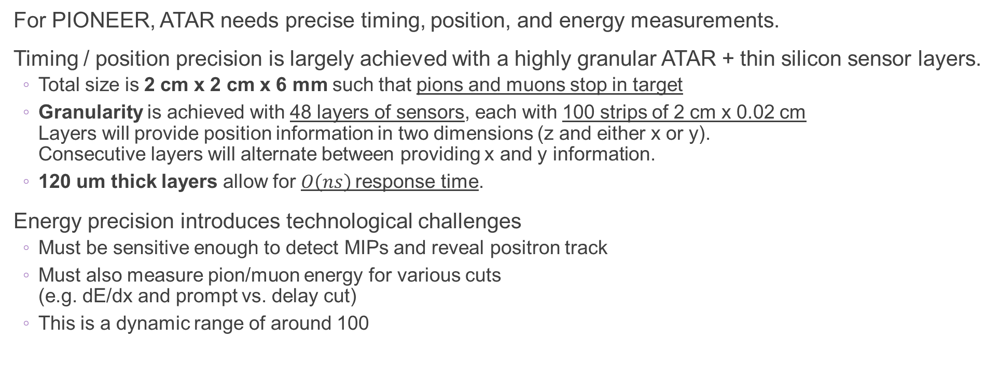 For PIONEER, ATAR needs precise timing, position, and energy measurements.
Timing / position precision is largely achieved with a highly granular ATAR + thin silicon sensor layers.
◦ Total size is 2 cm x 2 cm x 6 mm such that pions and muons stop in target
◦ Granularity is achieved with 48 layers of sensors, each with 100 strips of 2 cm x 0.02 cm
Layers will provide position information in two dimensions (z and either x or y).
Consecutive layers will alternate between providing x and y information.
◦ 120 um thick layers allow for O(ns) response time.
Energy precision introduces technological challenges
◦ Must be sensitive enough to detect MIPs and reveal positron track
◦ Must also measure pion/muon energy for various cuts
(e.g. dE/dx and prompt vs. delay cut)
◦ This is a dynamic range of around 100